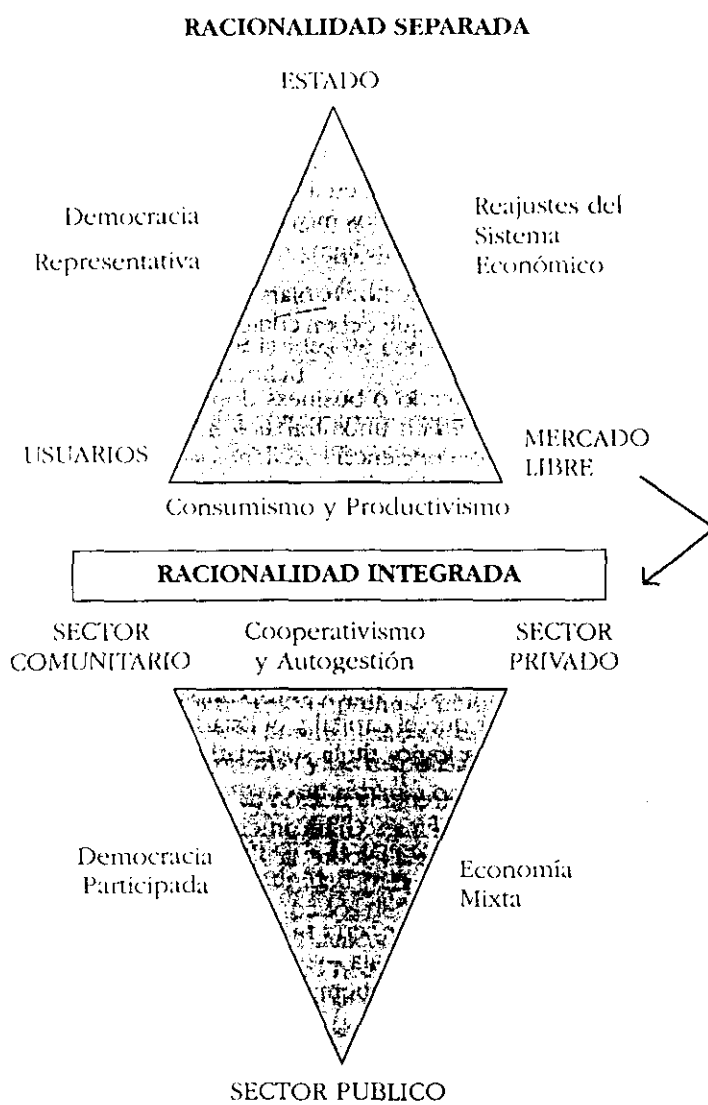 RACIONALIDAD SEPARADA
ESTADO
Democracia
Representativa
Reajustes del
Sistema
Económico
USUARIOS
MERCADO
LIBRE
Consumismo y Productivismo
RACIONALIDAD INTEGRADA
SECTOR
COMUNITARIO
Cooperativismo
y Autogestión
SECTOR
PRIVADO
Democracia
Participada
Economía
Mixta
SECTOR PUBLICO